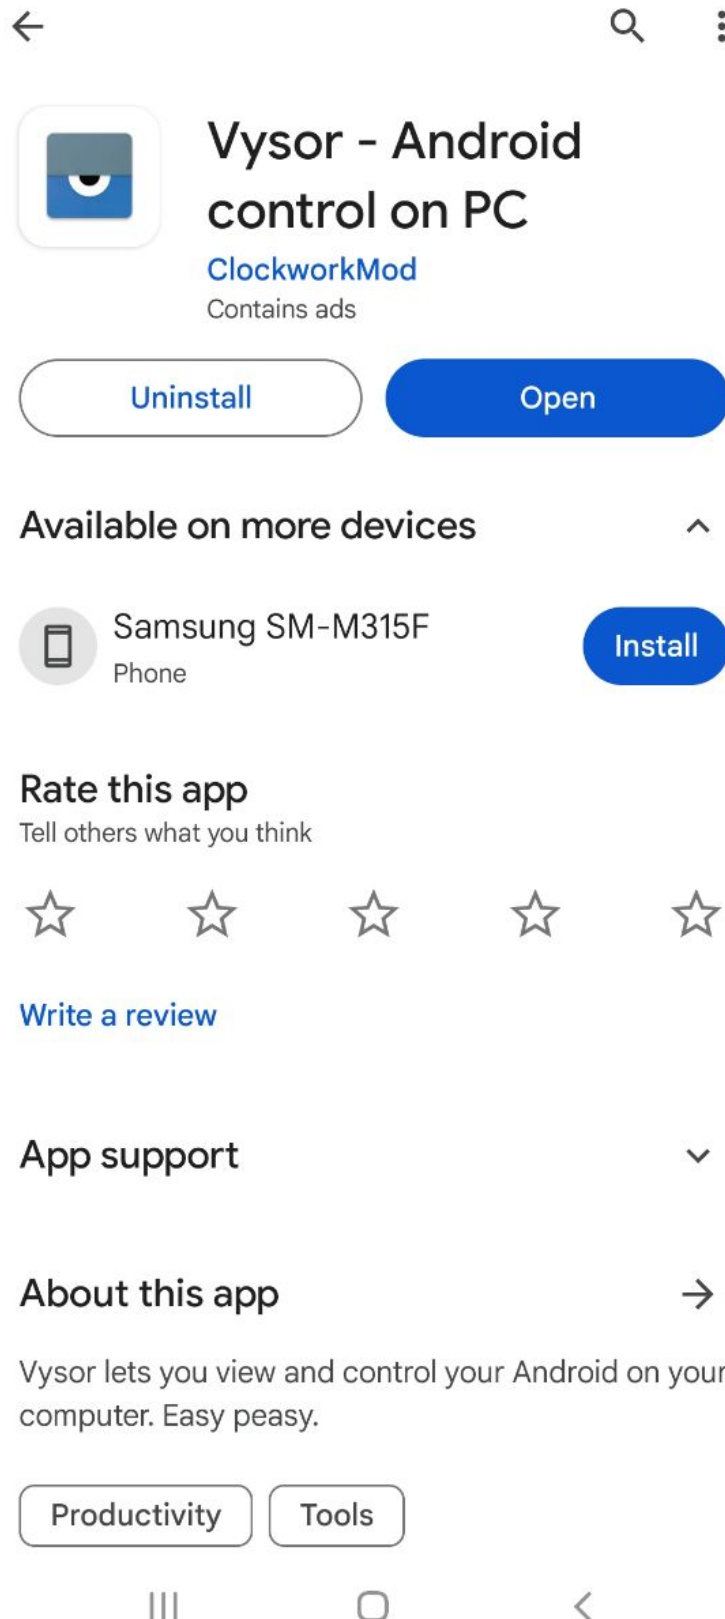 Vysor - Android
control on PC
ClockworkMod
Contains ads
Uninstall
Open
Available on more devices
Samsung SM-M315F
Phone
Install
Rate this app
Tell others what you think
Write a review
App support
About this app
Vysor lets you view and control your Android on your
computer. Easy peasy.
Productivity
Tools